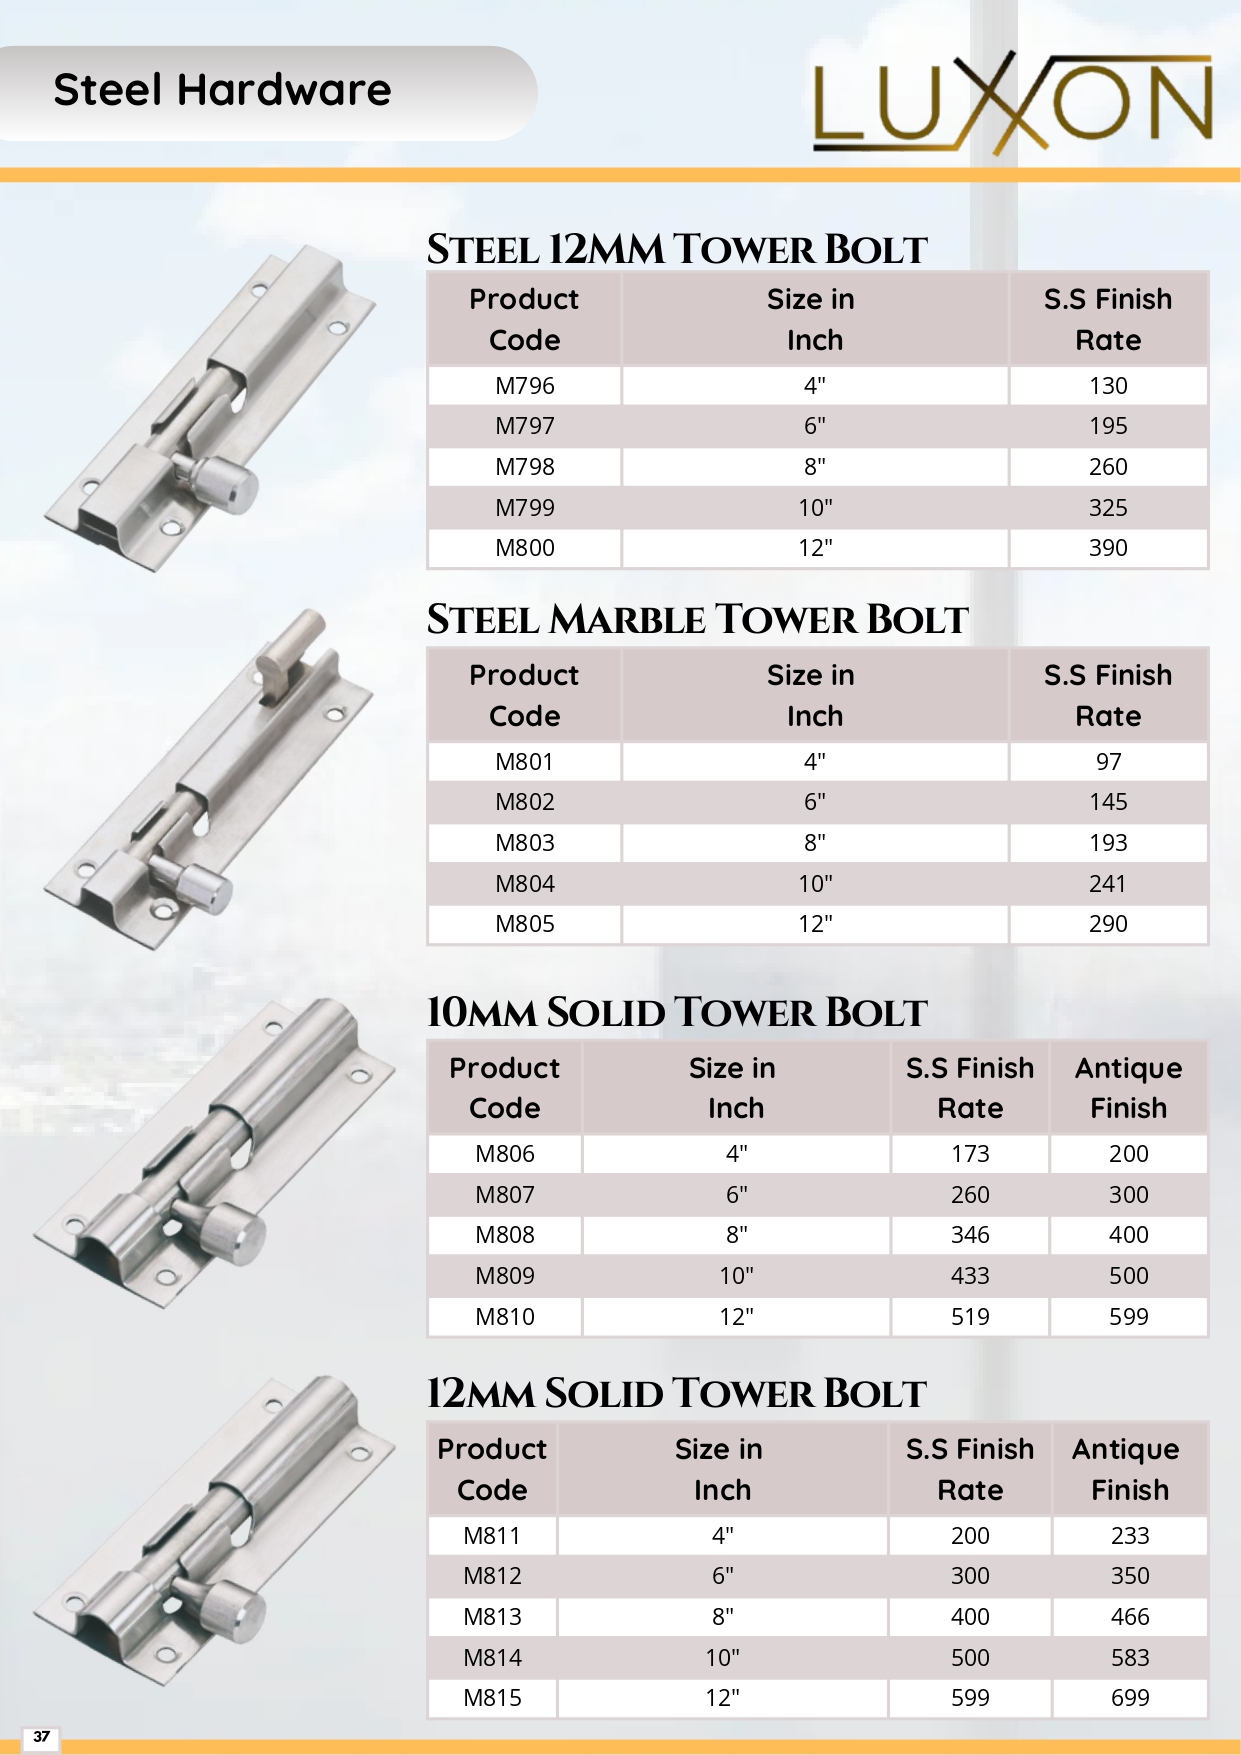 Steel Hardware
LUXXON
STEEL 12MM TOWER BOLT
Product Code Size in Inch S.S Finish Rate
M796 4" 130
M797 6" 195
M798 8" 260
M799 10" 325
M800 12" 390
STEEL MARBLE TOWER BOLT
Product Code Size in Inch S.S Finish Rate
M801 4" 97
M802 6" 145
M803 8" 193
M804 10" 241
M805 12" 290
10MM SOLID TOWER BOLT
Product Code Size in Inch S.S Finish Rate Antique Finish
M806 4" 173 200
M807 6" 260 300
M808 8" 346 400
M809 10" 433 500
M810 12" 519 599
12MM SOLID TOWER BOLT
Product Code Size in Inch S.S Finish Rate Antique Finish
M811 4" 200 233
M812 6" 300 350
M813 8" 400 466
M814 10" 500 583
M815 12" 599 699
37